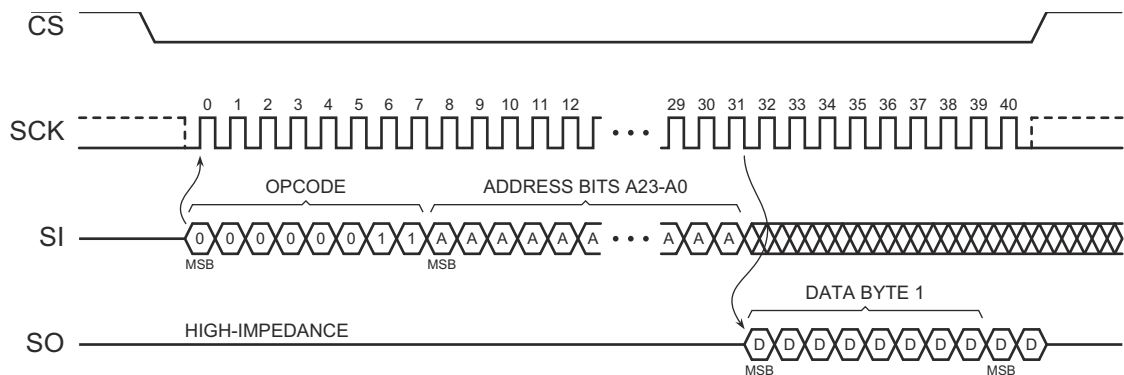 CS
0 1 2 3 4 5 6 7 8 9 10 11 12 29 30 31 32 33 34 35 36 37 38 39 40
SCK
OPCODE ADDRESS BITS A23-A0
SI 0 0 0 0 0 0 1 1 A A A A A A A A A
MSB MSB
DATA BYTE 1
HIGH-IMPEDANCE
SO D D D D D D D D D D
MSB MSB